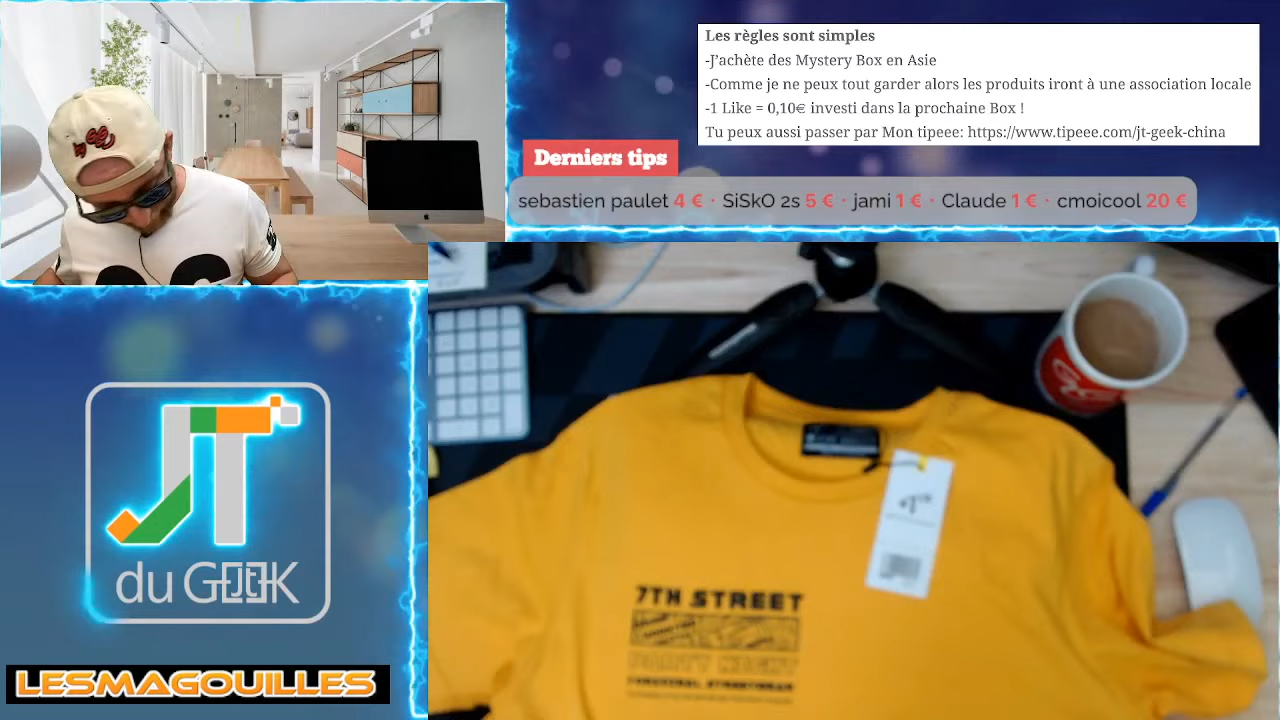 Les règles sont simples
-J’achète des Mystery Box en Asie
-Comme je ne peux tout garder alors les produits iront à une association locale
-1 Like = 0,10€ investi dans la prochaine Box !
Tu peux aussi passer par Mon tipeee: https://www.tipeee.com/jt-geek-china
Derniers tips
sebastien paulet 4 € · SiSkO 2s 5 € · jami 1 € · Claude 1 € · cmoicool 20 €
JT
du GEEK
LESMAGOUILLES
7TH STREET
PARTY NIGHT